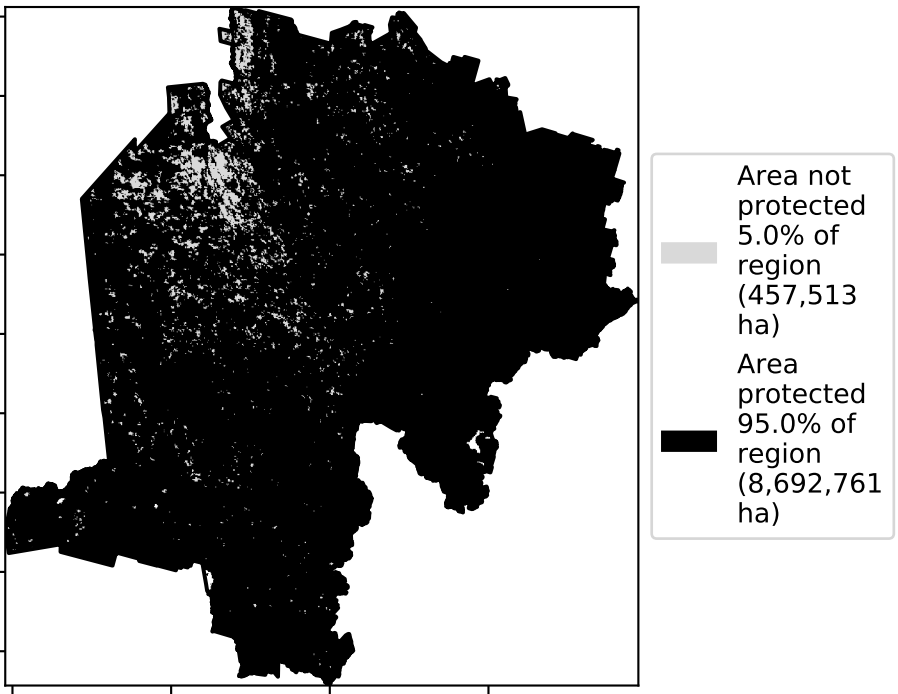 Area not
protected
5.0% of
region
(457,513
ha)
Area
protected
95.0% of
region
(8,692,761
ha)